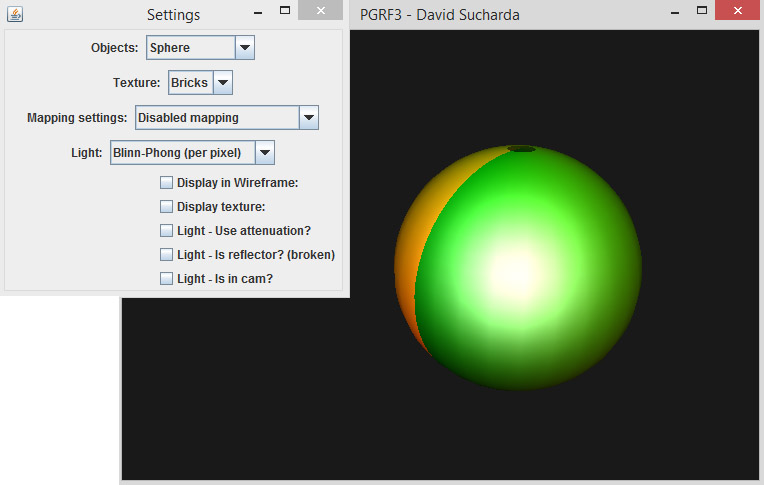 Settings
PGRF3 - David Sucharda
Objects: Sphere
Texture: Bricks
Mapping settings: Disabled mapping
Light: Blinn-Phong (per pixel)
Display in Wireframe:
Display texture:
Light - Use attenuation?
Light - Is reflector? (broken)
Light - Is in cam?